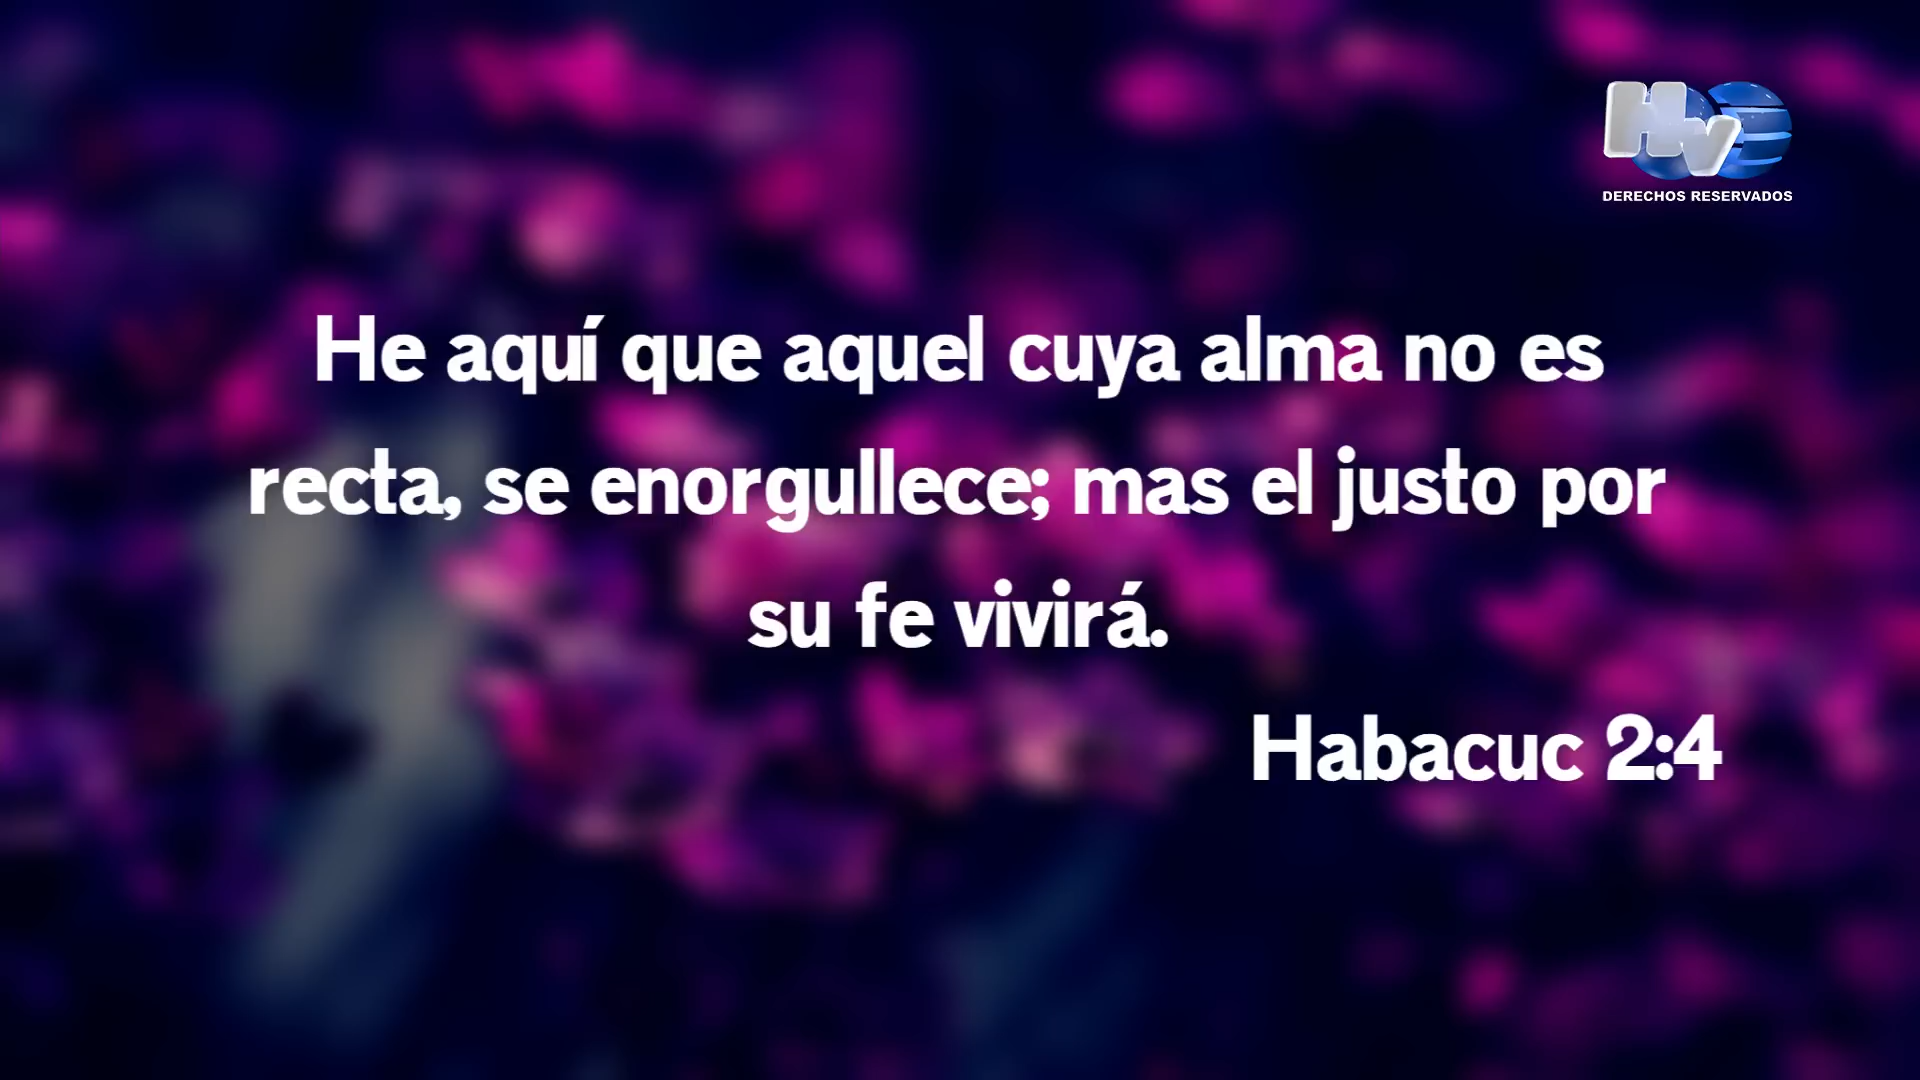 HV
DERECHOS RESERVADOS
He aquí que aquel cuya alma no es
recta, se enorgullece; mas el justo por
su fe vivirá.
Habacuc 2:4